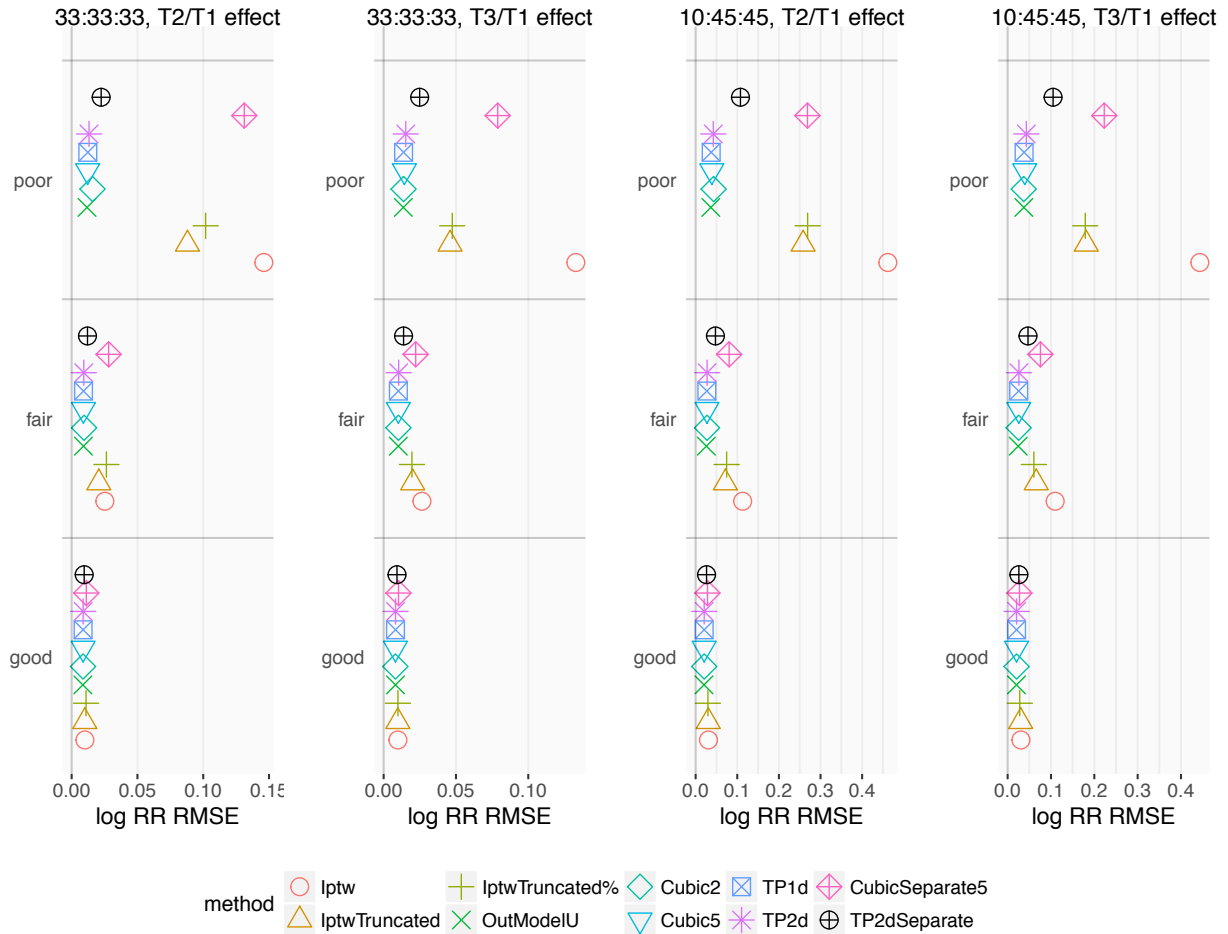 33:33:33, T2/T1 effect
33:33:33, T3/T1 effect
10:45:45, T2/T1 effect
10:45:45, T3/T1 effect
poor
fair
good
poor
fair
good
poor
fair
good
poor
fair
good
0.00 0.05 0.10 0.15
0.00 0.05 0.10
0.0 0.1 0.2 0.3 0.4
0.0 0.1 0.2 0.3 0.4
log RR RMSE
log RR RMSE
log RR RMSE
log RR RMSE
method
Iptw
IptwTruncated
IptwTruncated%
OutModelU
Cubic2
Cubic5
TP1d
TP2d
CubicSeparate5
TP2dSeparate